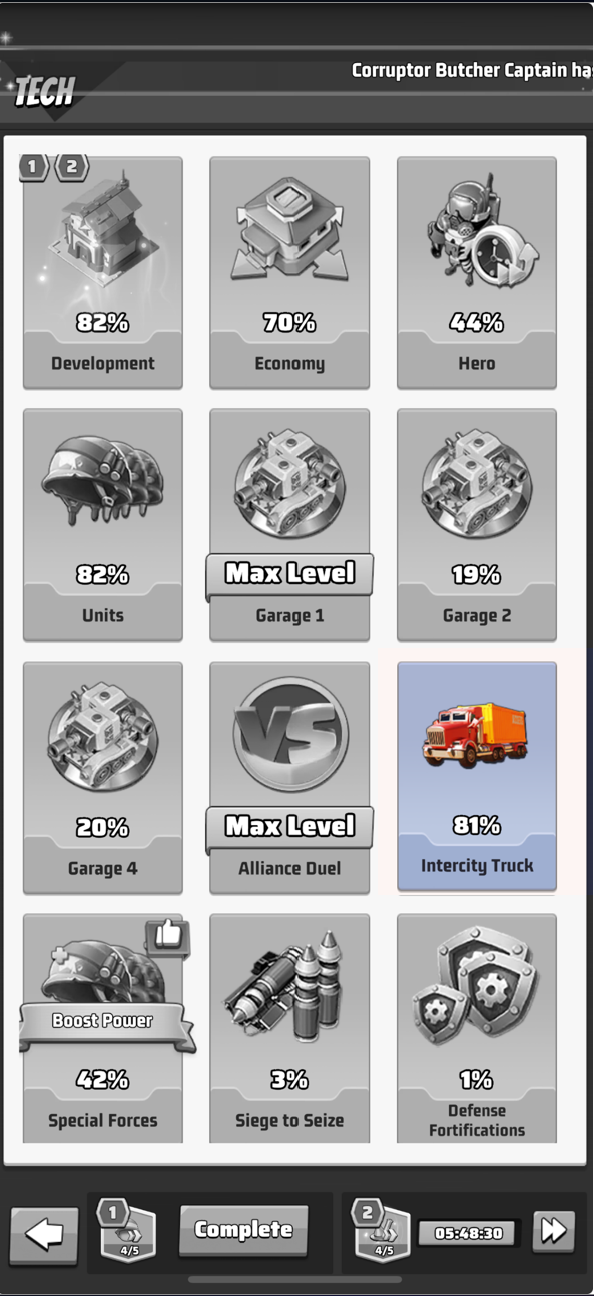 Corruptor Butcher Captain ha
TECH
1 2
82%
Development
70%
Economy
44%
Hero
82%
Units
Max Level
Garage 1
19%
Garage 2
20%
Garage 4
VS
Max Level
Alliance Duel
81%
Intercity Truck
Boost Power
42%
Special Forces
3%
Siege to Seize
1%
Defense
Fortifications
1
4/5
Complete
2
4/5
05:48:30